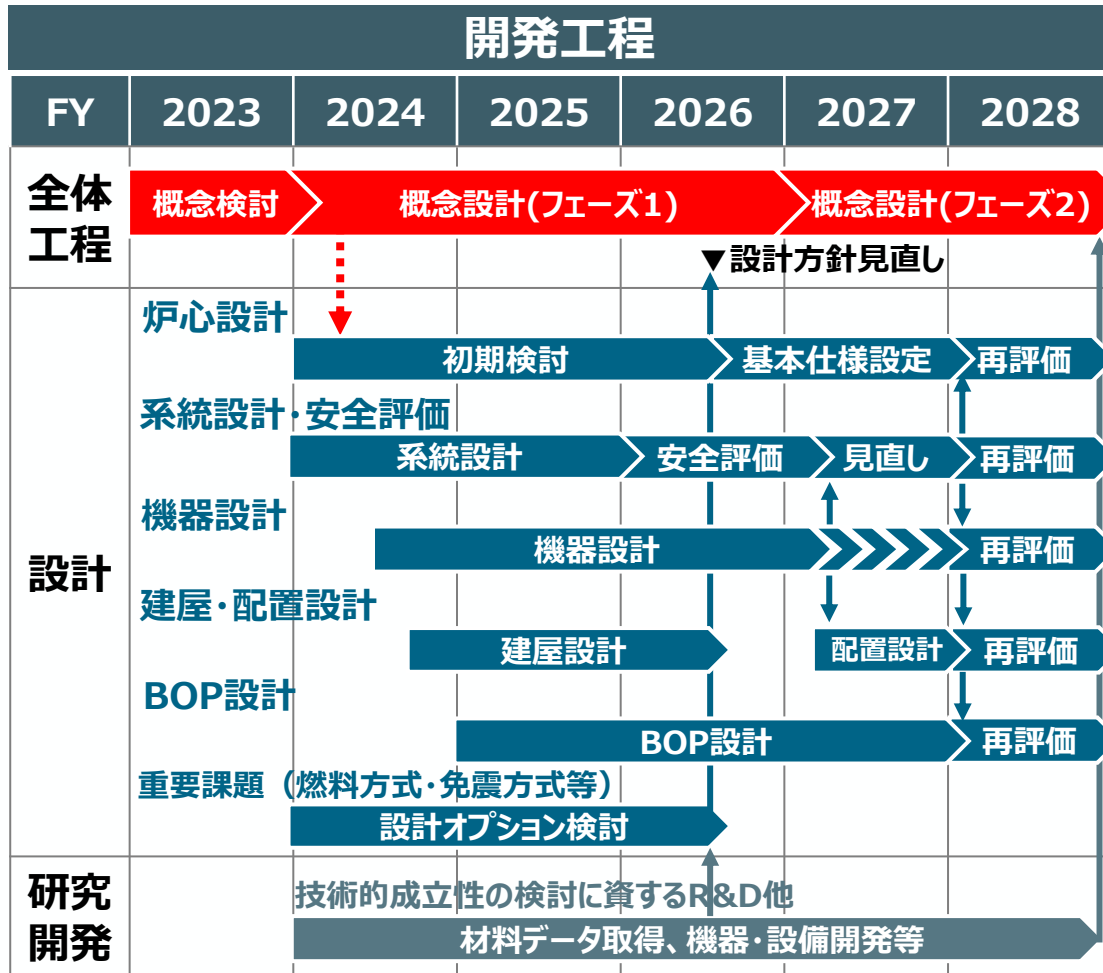 開発工程
FY 2023 2024 2025 2026 2027 2028
全体
工程
概念検討 概念設計(フェーズ1) 概念設計(フェーズ2)
▼設計方針見直し
設計
炉心設計
初期検討 基本仕様設定 再評価
系統設計・安全評価
系統設計 安全評価 見直し 再評価
機器設計
機器設計 再評価
建屋・配置設計
建屋設計 配置設計 再評価
BOP設計
BOP設計 再評価
重要課題（燃料方式・免震方式等）
設計オプション検討
研究
開発
技術的成立性の検討に資するR&D他
材料データ取得、機器・設備開発等